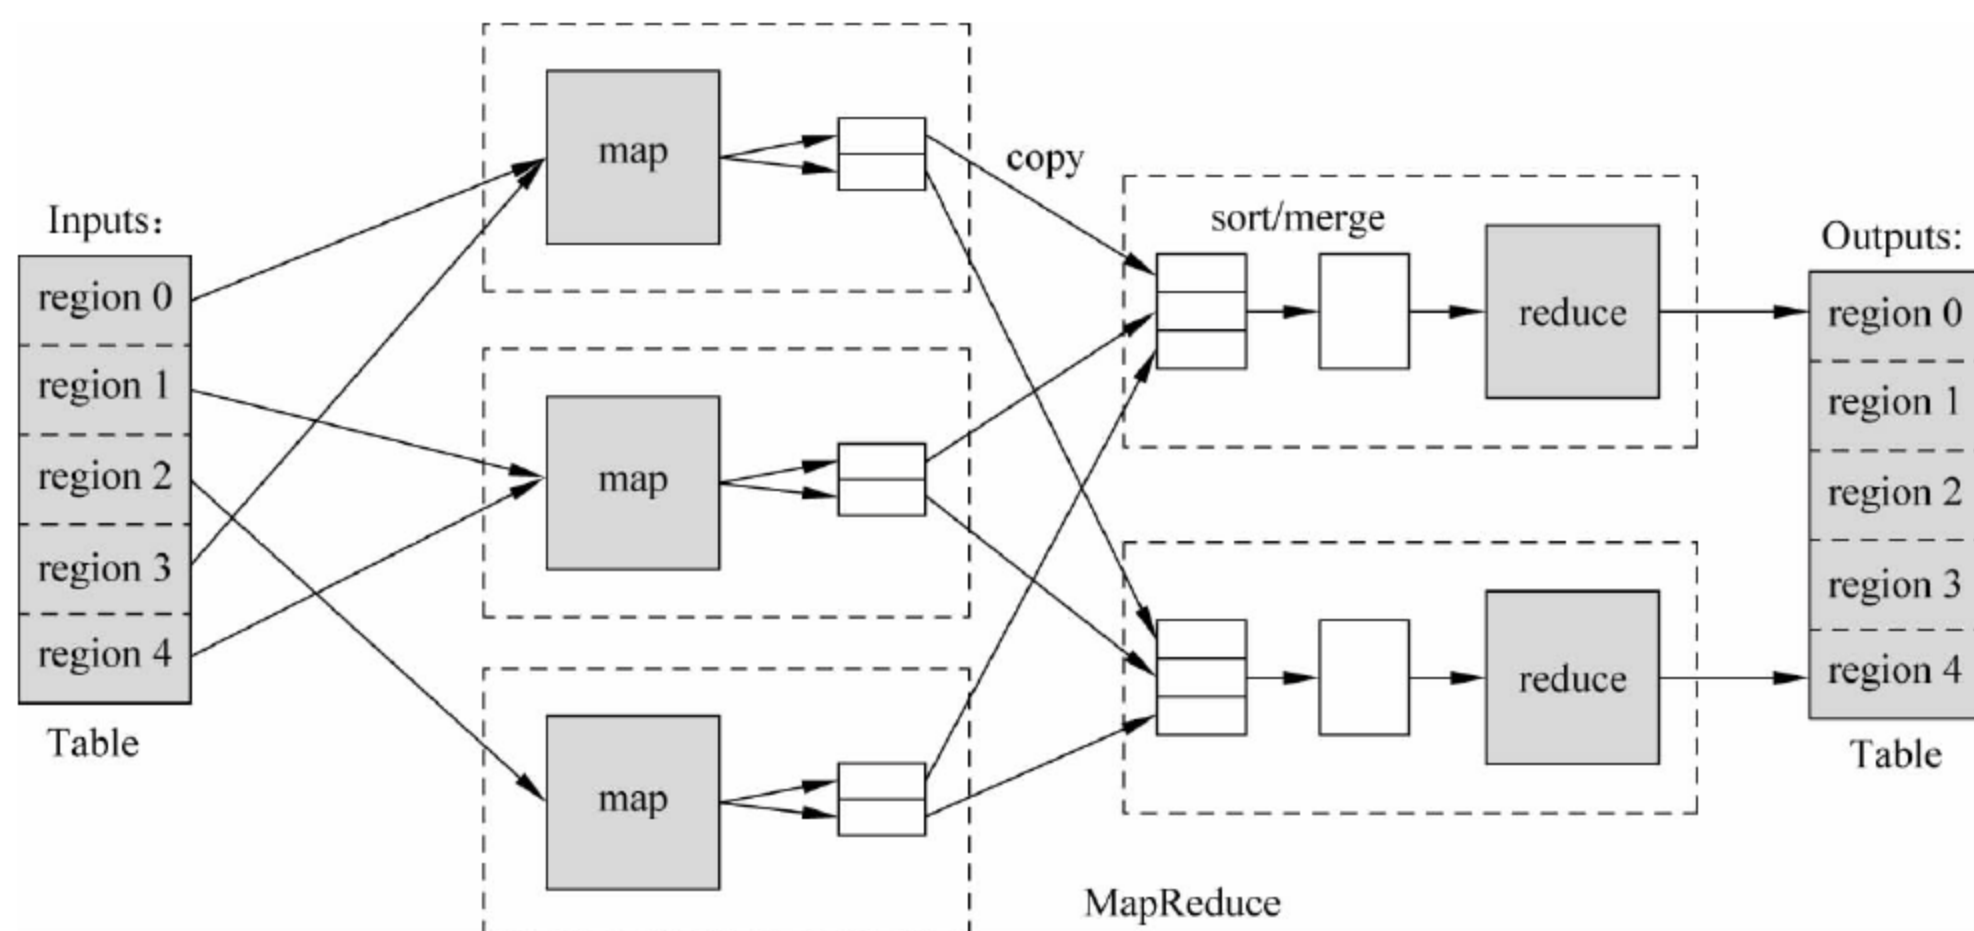 Inputs：
region 0
region 1
region 2
region 3
region 4
Table
map
map
map
copy
sort/merge
reduce
reduce
MapReduce
Outputs:
region 0
region 1
region 2
region 3
region 4
Table